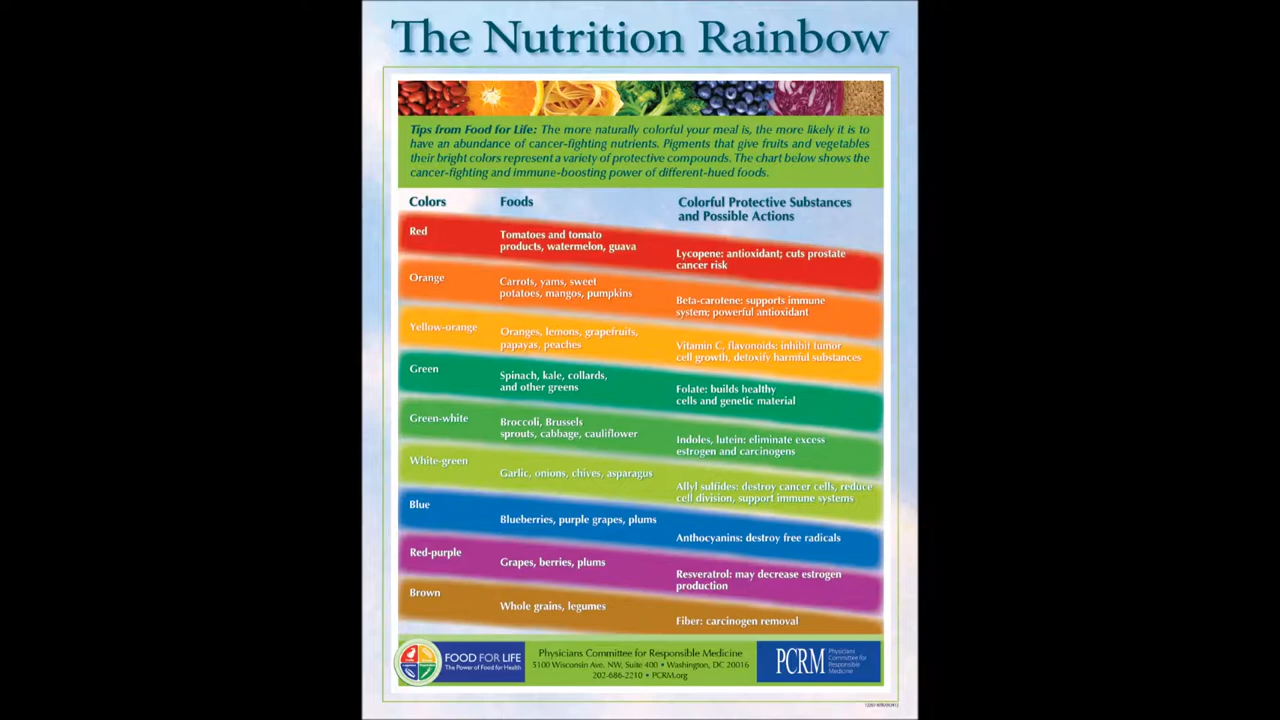 The Nutrition Rainbow
Tips from Food for Life: The more naturally colorful your meal is, the more likely it is to
have an abundance of cancer-fighting nutrients. Pigments that give fruits and vegetables
their bright colors represent a variety of protective compounds. The chart below shows the
cancer-fighting and immune-boosting power of different-hued foods.
Colors
Foods
Colorful Protective Substances
and Possible Actions
Red
Tomatoes and tomato
products, watermelon, guava
Lycopene: antioxidant; cuts prostate
cancer risk
Orange
Carrots, yams, sweet
potatoes, mangos, pumpkins
Beta-carotene: supports immune
system; powerful antioxidant
Yellow-orange
Oranges, lemons, grapefruits,
papayas, peaches
Vitamin C, flavonoids: inhibit tumor
cell growth, detoxify harmful substances
Green
Spinach, kale, collards,
and other greens
Folate: builds healthy
cells and genetic material
Green-white
Broccoli, Brussels
sprouts, cabbage, cauliflower
Indoles, lutein: eliminate excess
estrogen and carcinogens
White-green
Garlic, onions, chives, asparagus
Allyl sulfides: destroy cancer cells, reduce
cell division, support immune systems
Blue
Blueberries, purple grapes, plums
Anthocyanins: destroy free radicals
Red-purple
Grapes, berries, plums
Resveratrol: may decrease estrogen
production
Brown
Whole grains, legumes
Fiber: carcinogen removal
FOOD FOR LIFE
The Power of Food for Health
Physicians Committee for Responsible Medicine
5100 Wisconsin Ave. NW, Suite 400 • Washington, DC 20016
202-686-2210 • PCRM.org
PCRM
Physicians
Committee for
Responsible
Medicine